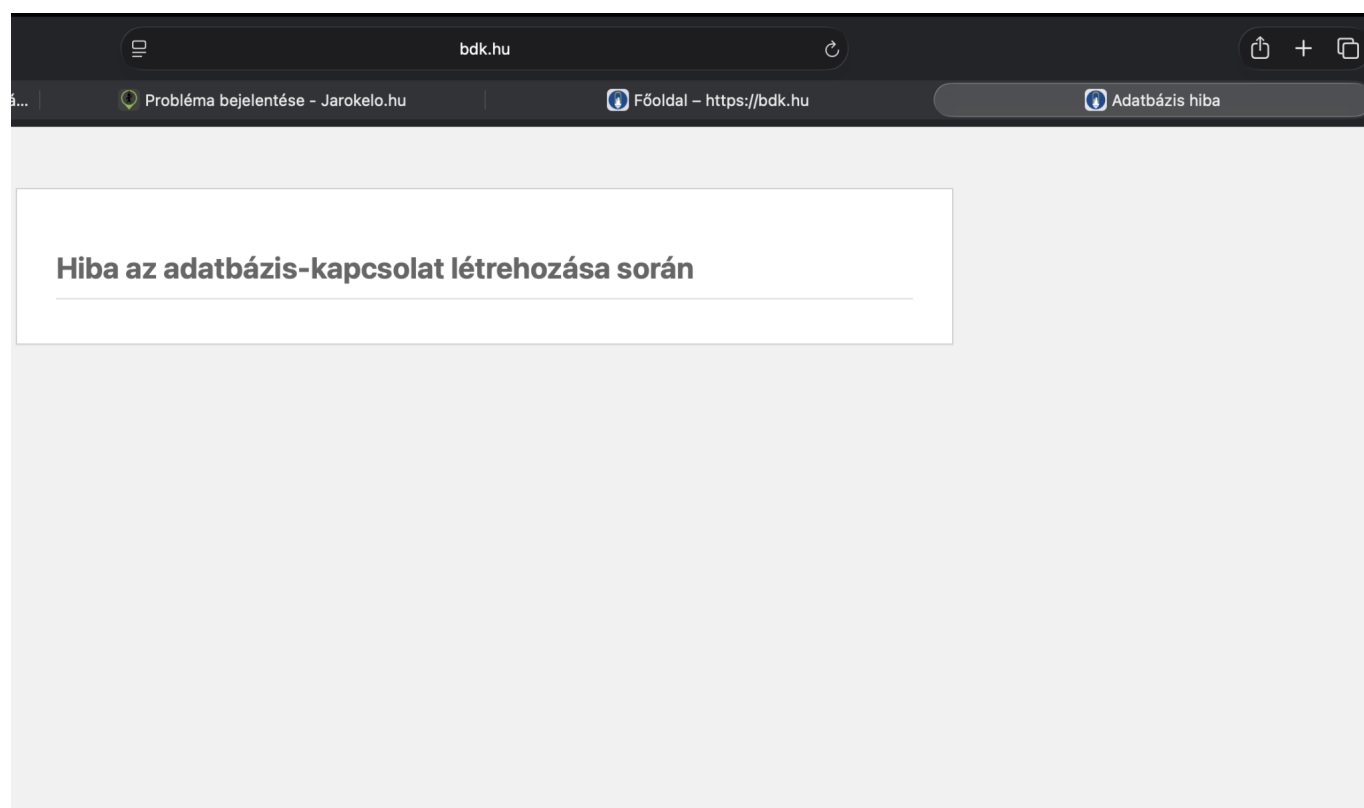 bdk.hu
Probléma bejelentése - Jarokelo.hu
Főoldal – https://bdk.hu
Adatbázis hiba
Hiba az adatbázis-kapcsolat létrehozása során